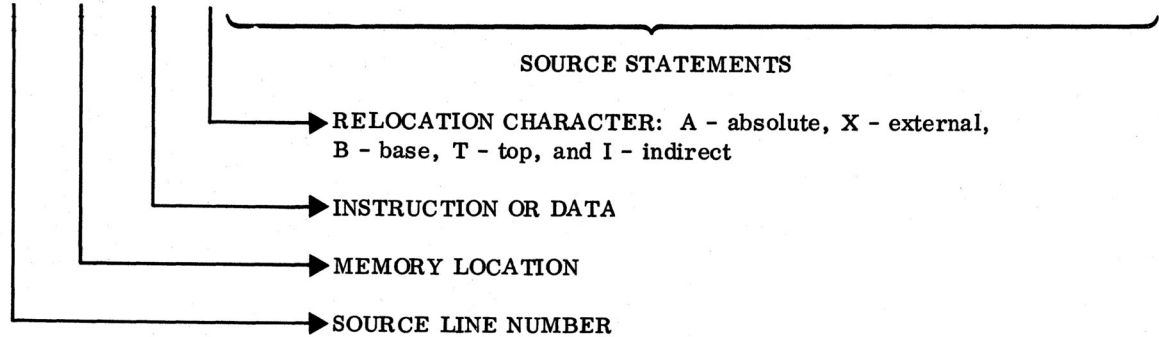 SOURCE STATEMENTS
RELOCATION CHARACTER: A - absolute, X - external,
B - base, T - top, and I - indirect
INSTRUCTION OR DATA
MEMORY LOCATION
SOURCE LINE NUMBER